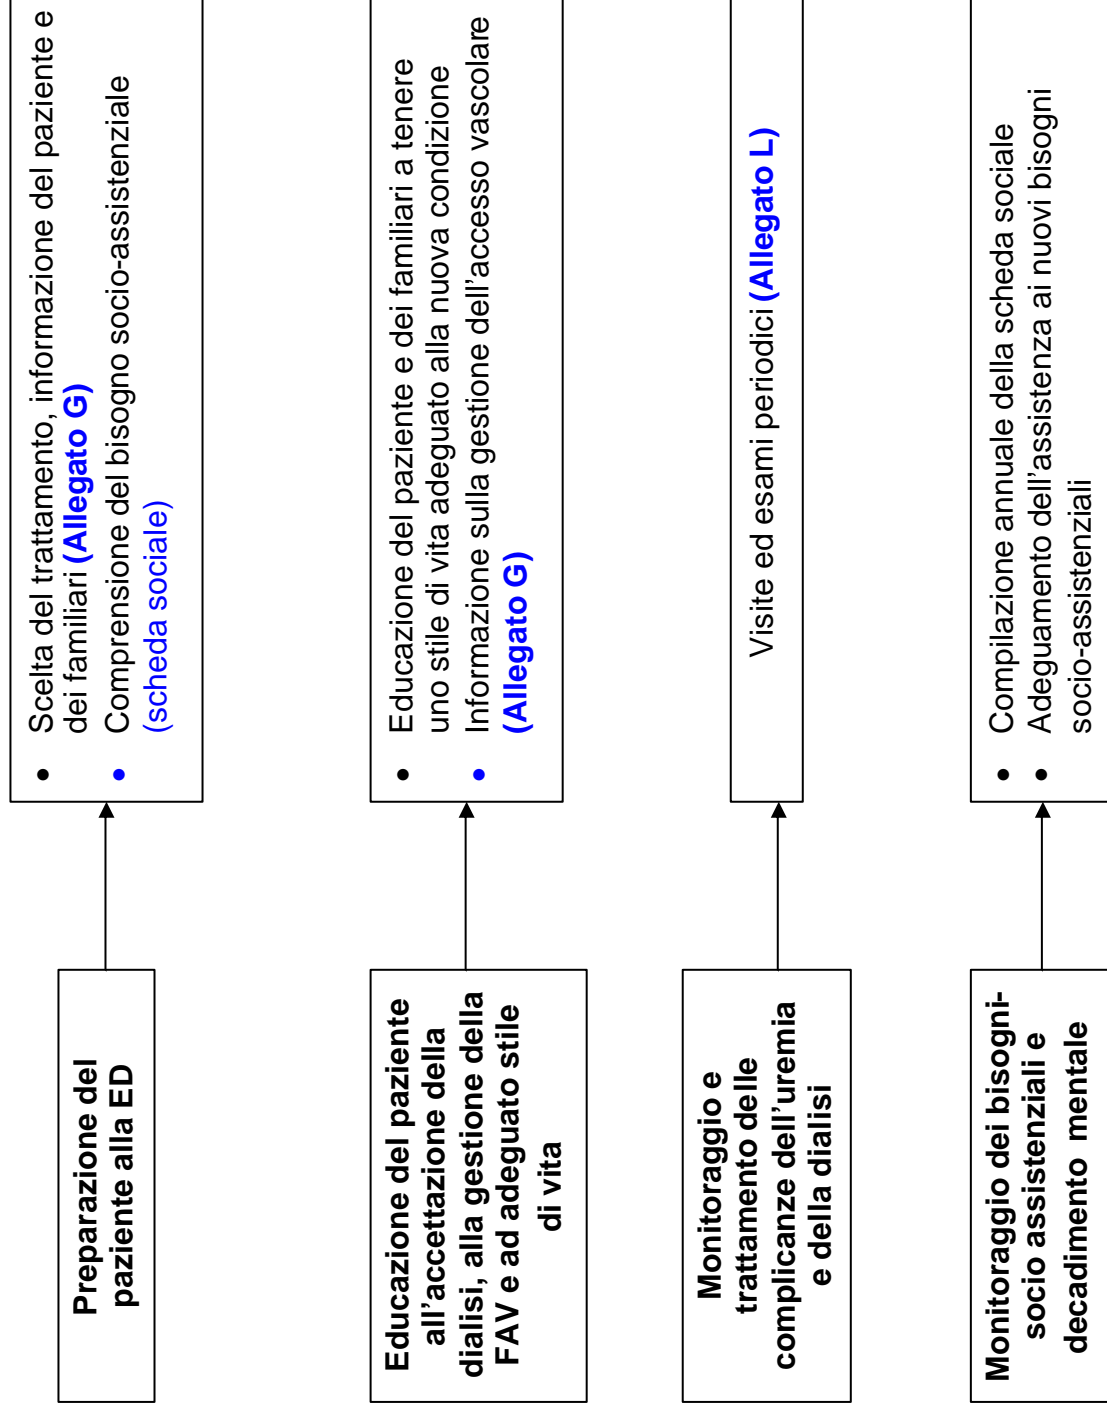 Preparazione del
paziente alla ED
• Scelta del trattamento, informazione del paziente e
dei familiari (Allegato G)
• Comprensione del bisogno socio-assistenziale
(scheda sociale)
Educazione del paziente
all'accettazione della
dialisi, alla gestione della
FAV e ad adeguato stile
di vita
• Educazione del paziente e dei familiari a tenere
uno stile di vita adeguato alla nuova condizione
• Informazione sulla gestione dell'accesso vascolare
(Allegato G)
Monitoraggio e
trattamento delle
complicanze dell'uremia
e della dialisi
Visite ed esami periodici (Allegato L)
Monitoraggio dei bisogni-
socio assistenziali e
decadimento mentale
• Compilazione annuale della scheda sociale
• Adeguamento dell'assistenza ai nuovi bisogni
socio-assistenziali